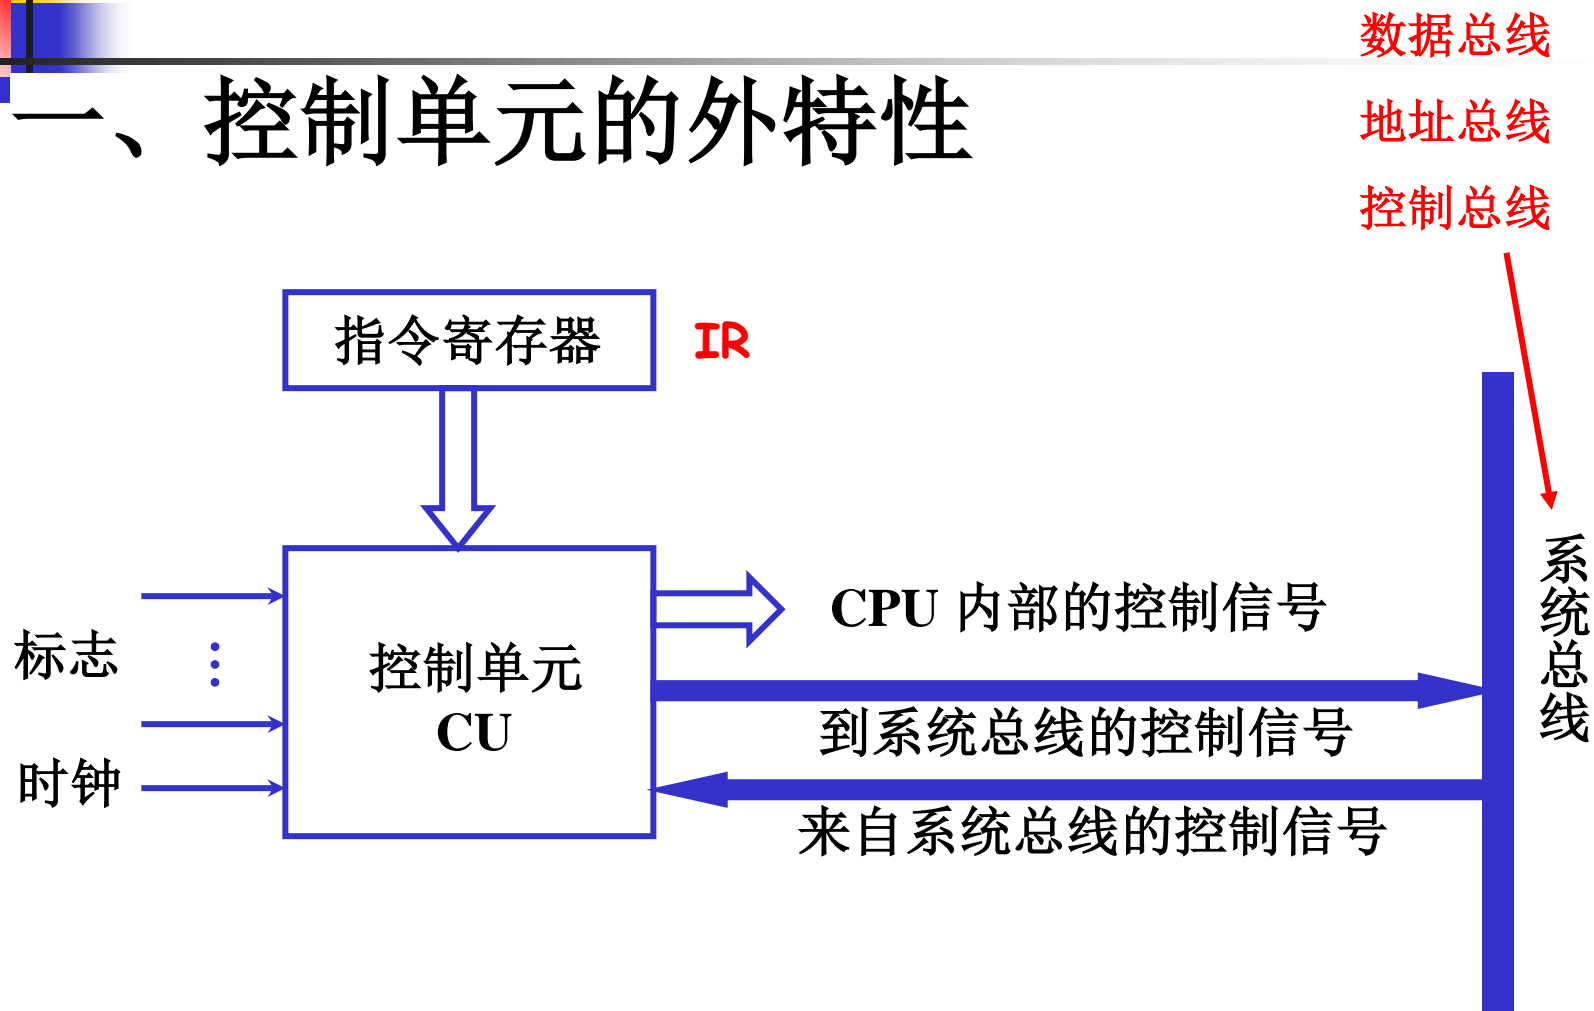 数据总线
地址总线
控制总线
一、控制单元的外特性
指令寄存器
IR
标志
时钟
控制单元
CU
CPU 内部的控制信号
到系统总线的控制信号
来自系统总线的控制信号
系统总线